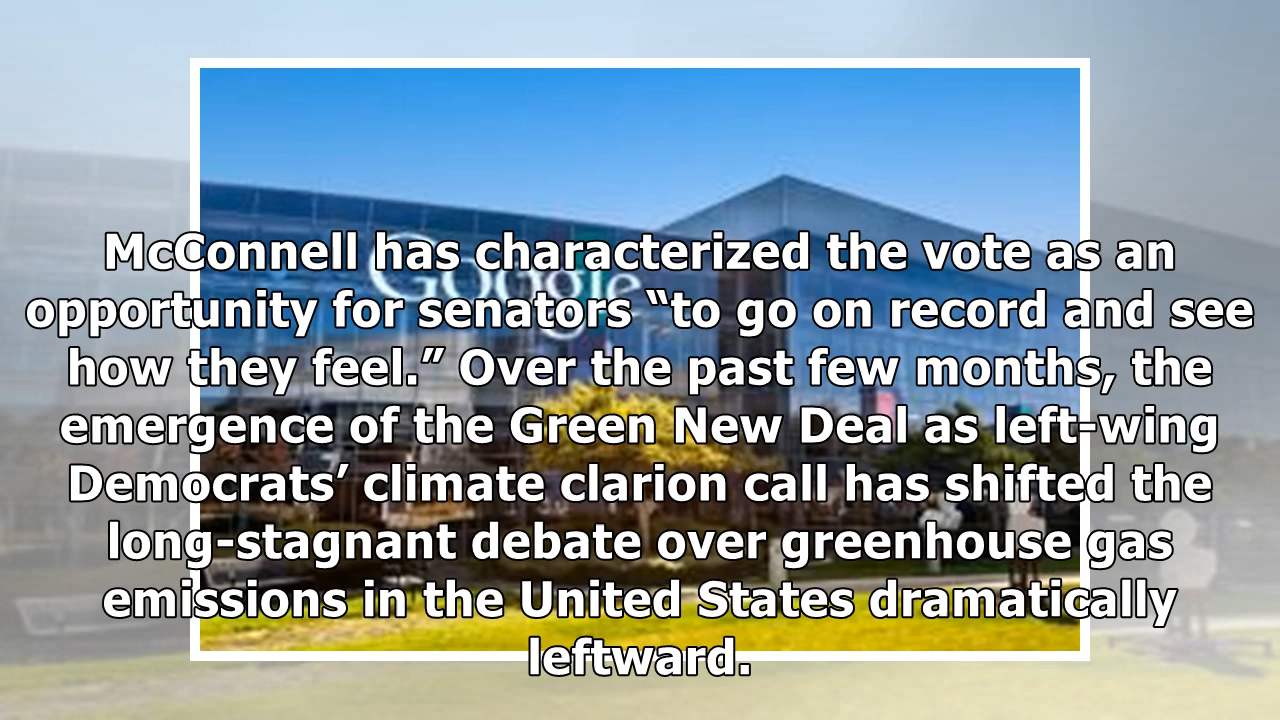 McConnell has characterized the vote as an
opportunity for senators “to go on record and see
how they feel.” Over the past few months, the
emergence of the Green New Deal as left-wing
Democrats’ climate clarion call has shifted the
long-stagnant debate over greenhouse gas
emissions in the United States dramatically
leftward.
Google